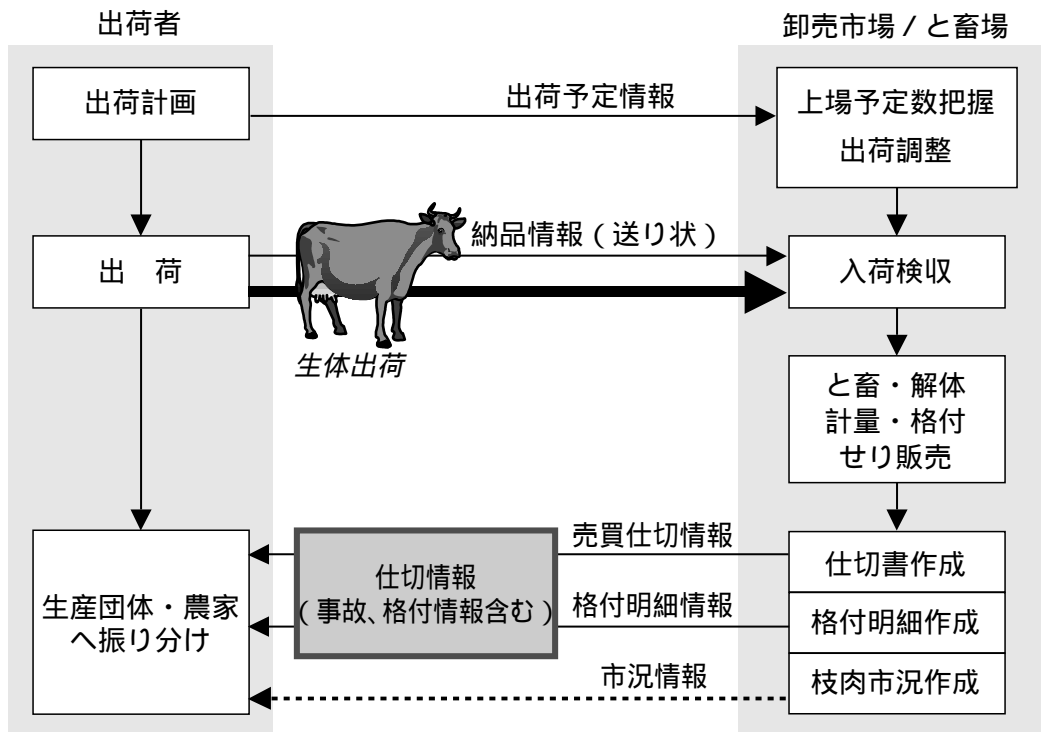 出荷者
卸売市場 / と畜場
出荷計画
出荷予定情報
上場予定数把握
出荷調整
出　荷
納品情報（送り状）
入荷検収
生体出荷
と畜・解体
計量・格付
せり販売
生産団体・農家
へ振り分け
仕切情報
（事故、格付情報含む）
売買仕切情報
仕切書作成
格付明細情報
格付明細作成
市況情報
枝肉市況作成